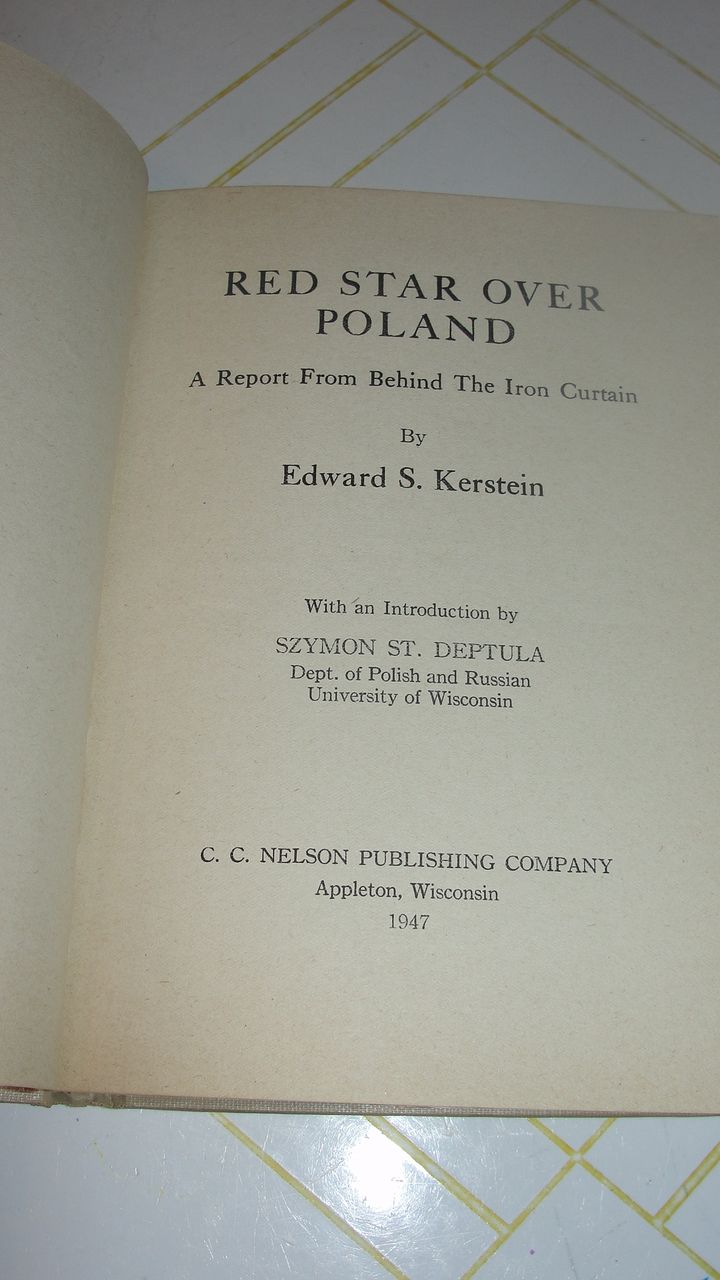 RED STAR OVER
POLAND
A Report From Behind The Iron Curtain
By
Edward S. Kerstein
With an Introduction by
SZYMON ST. DEPTULA
Dept. of Polish and Russian
University of Wisconsin
C. C. NELSON PUBLISHING COMPANY
Appleton, Wisconsin
1947